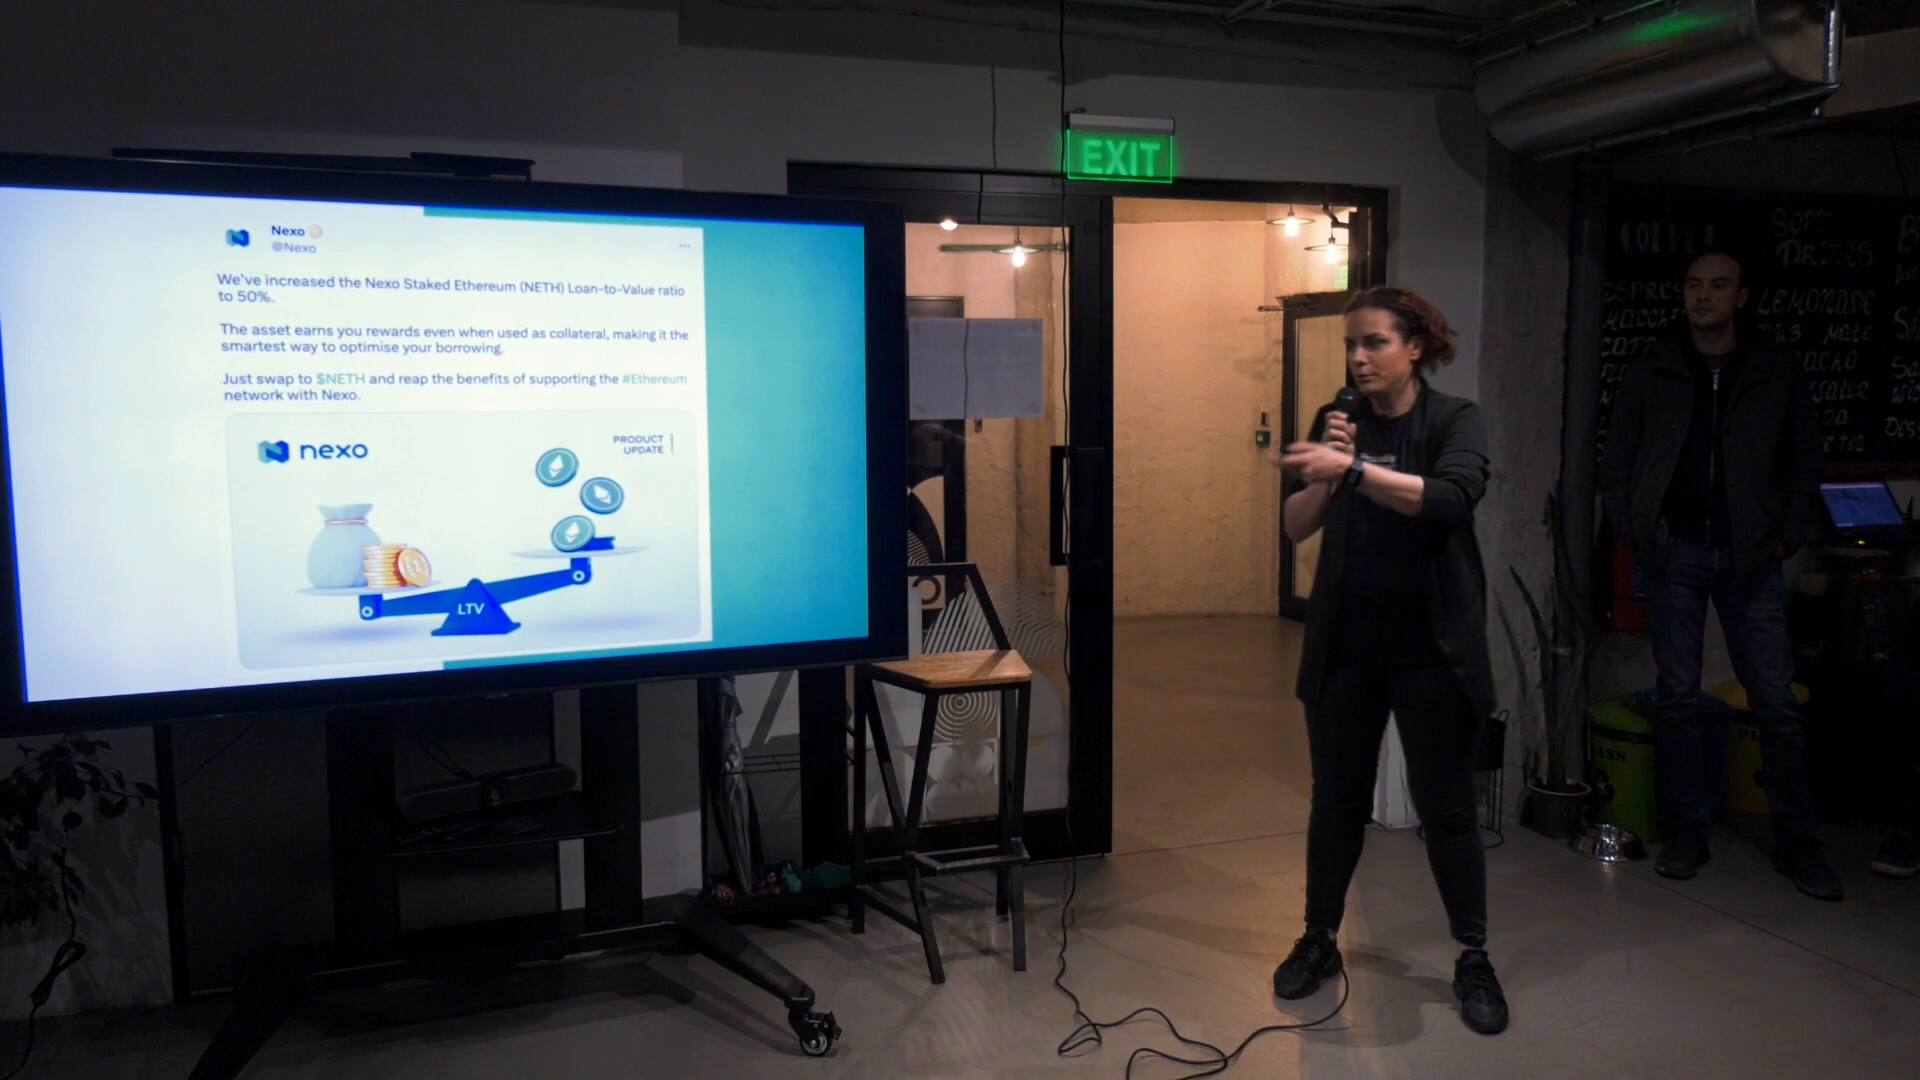 Nexo
@Nexo
We've increased the Nexo Staked Ethereum (NETH) Loan-to-Value ratio
to 50%.
The asset earns you rewards even when used as collateral, making it the
smartest way to optimise your borrowing.
Just swap to $NETH and reap the benefits of supporting the #Ethereum
network with Nexo.
nexo
PRODUCT
UPDATE
LTV
EXIT
COFFEE
SOFT
DRINKS
LEMONADE